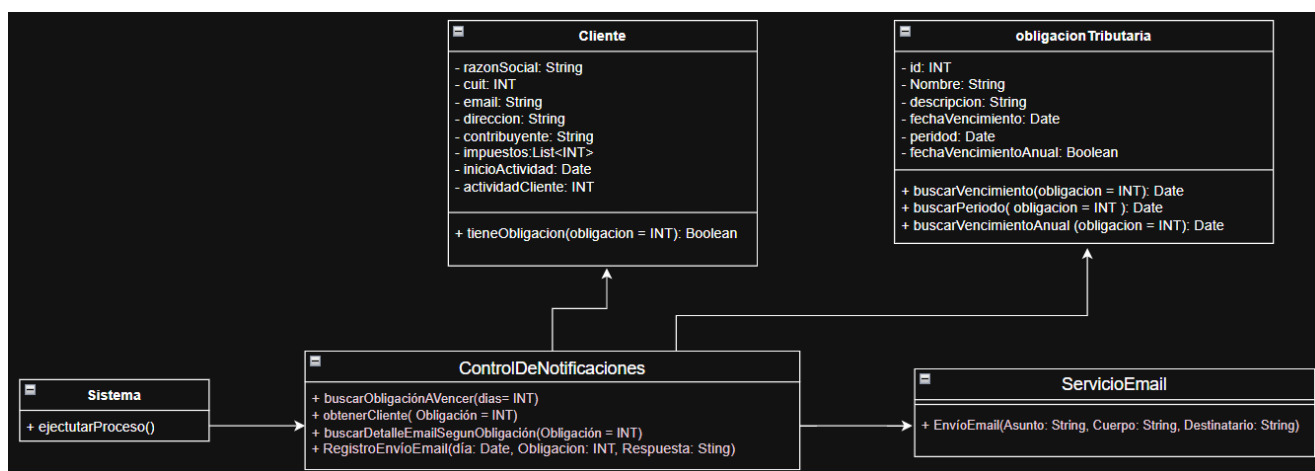 Cliente
- razonSocial: String
- cuit: INT
- email: String
- direccion: String
- contribuyente: String
- impuestos:List<INT>
- inicioActividad: Date
- actividadCliente: INT
+ tieneObligacion(obligacion = INT): Boolean
obligacionTributaria
- id: INT
- Nombre: String
- descripcion: String
- fechaVencimiento: Date
- peridod: Date
- fechaVencimientoAnual: Boolean
+ buscarVencimiento(obligacion = INT): Date
+ buscarPeriodo( obligacion = INT ): Date
+ buscarVencimientoAnual (obligacion = INT): Date
Sistema
+ ejectutarProceso()
ControlDeNotificaciones
+ buscarObligaciónAVencer(dias= INT)
+ obtenerCliente( Obligación = INT)
+ buscarDetalleEmailSegunObligación(Obligación = INT)
+ RegistroEnvíoEmail(día: Date, Obligacion: INT, Respuesta: Sting)
ServicioEmail
+ EnvíoEmail(Asunto: String, Cuerpo: String, Destinatario: String)